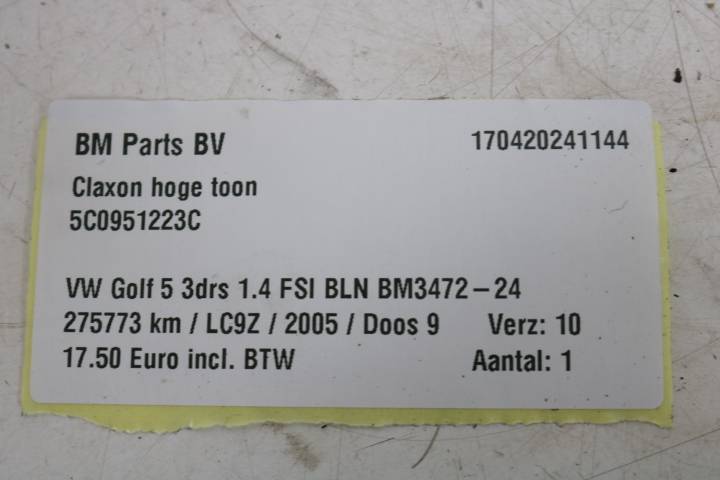 BM Parts BV 170420241144
Claxon hoge toon
5C0951223C
VW Golf 5 3drs 1.4 FSI BLN BM3472-24
275773 km / LC9Z / 2005 / Doos 9 Verz: 10
17.50 Euro incl. BTW Aantal: 1